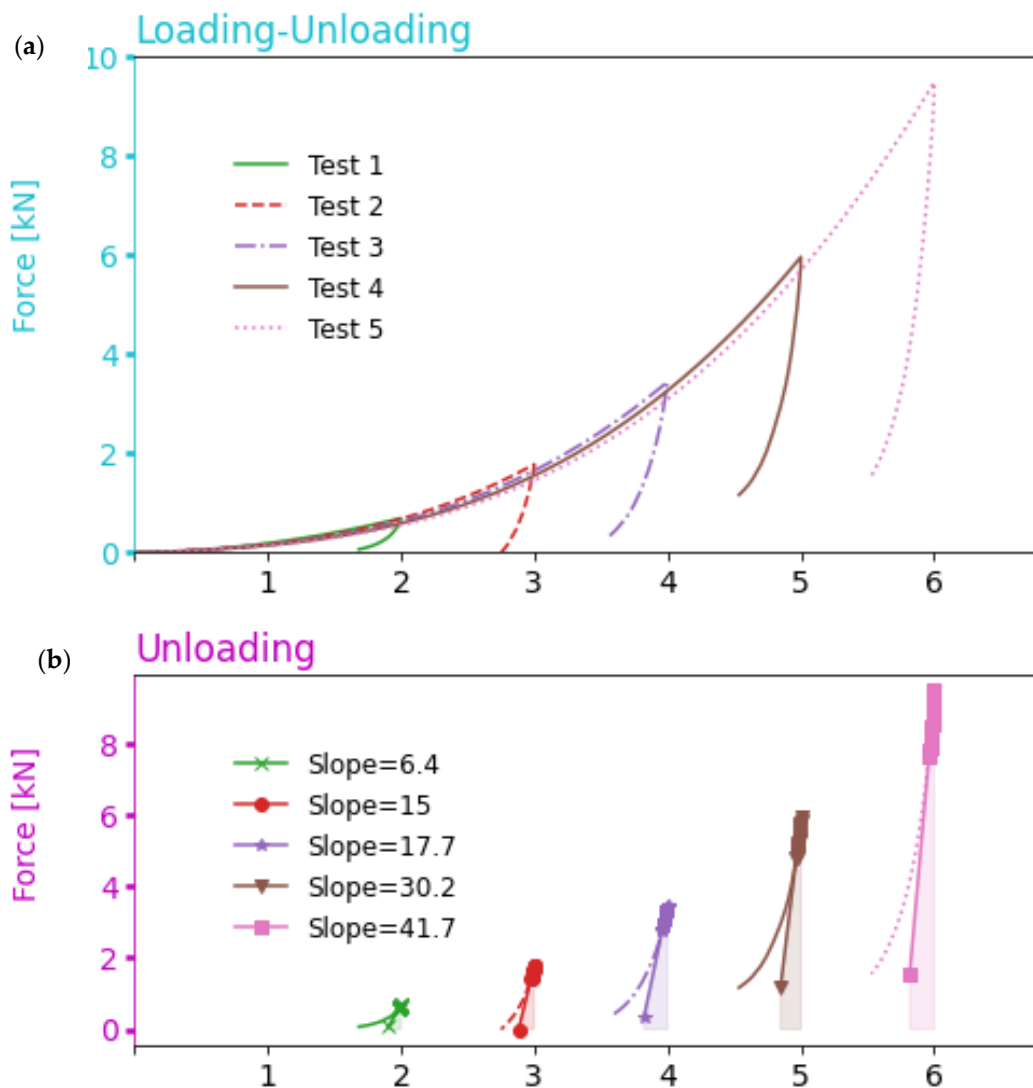 (a)
Loading-Unloading
10
8
6
4
2
0
Force [kN]
Test 1
Test 2
Test 3
Test 4
Test 5
1 2 3 4 5 6
(b)
Unloading
8
6
4
2
0
Force [kN]
Slope=6.4
Slope=15
Slope=17.7
Slope=30.2
Slope=41.7
1 2 3 4 5 6